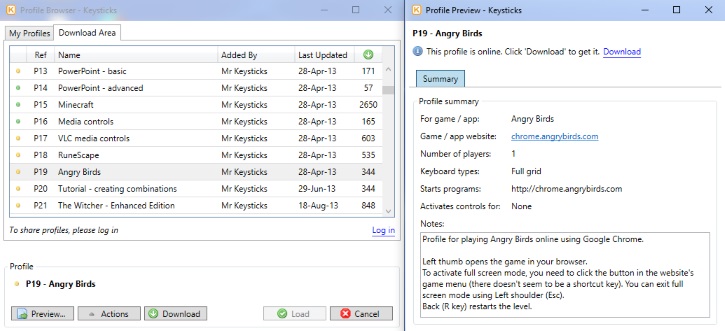 Profile Browser - Keysticks
My Profiles Download Area
Ref Name Added By Last Updated
P13 PowerPoint - basic Mr Keysticks 28-Apr-13 171
P14 PowerPoint - advanced Mr Keysticks 28-Apr-13 57
P15 Minecraft Mr Keysticks 28-Apr-13 2650
P16 Media controls Mr Keysticks 28-Apr-13 165
P17 VLC media controls Mr Keysticks 28-Apr-13 603
P18 RuneScape Mr Keysticks 28-Apr-13 535
P19 Angry Birds Mr Keysticks 28-Apr-13 344
P20 Tutorial - creating combinations Mr Keysticks 29-Jun-13 344
P21 The Witcher - Enhanced Edition Mr Keysticks 18-Aug-13 848
To share profiles, please log in Log in
Profile
P19 - Angry Birds
Preview... Actions Download Load Cancel
Profile Preview - Keysticks
P19 - Angry Birds
This profile is online. Click 'Download' to get it. Download
Summary
Profile summary
For game / app: Angry Birds
Game / app website: chrome.angrybirds.com
Number of players: 1
Keyboard types: Full grid
Starts programs: http://chrome.angrybirds.com
Activates controls for: None
Notes:
Profile for playing Angry Birds online using Google Chrome.
Left thumb opens the game in your browser.
To activate full screen mode, you need to click the button in the website's
game menu (there doesn't seem to be a shortcut key). You can exit full
screen mode using Left shoulder (Esc).
Back (R key) restarts the level.